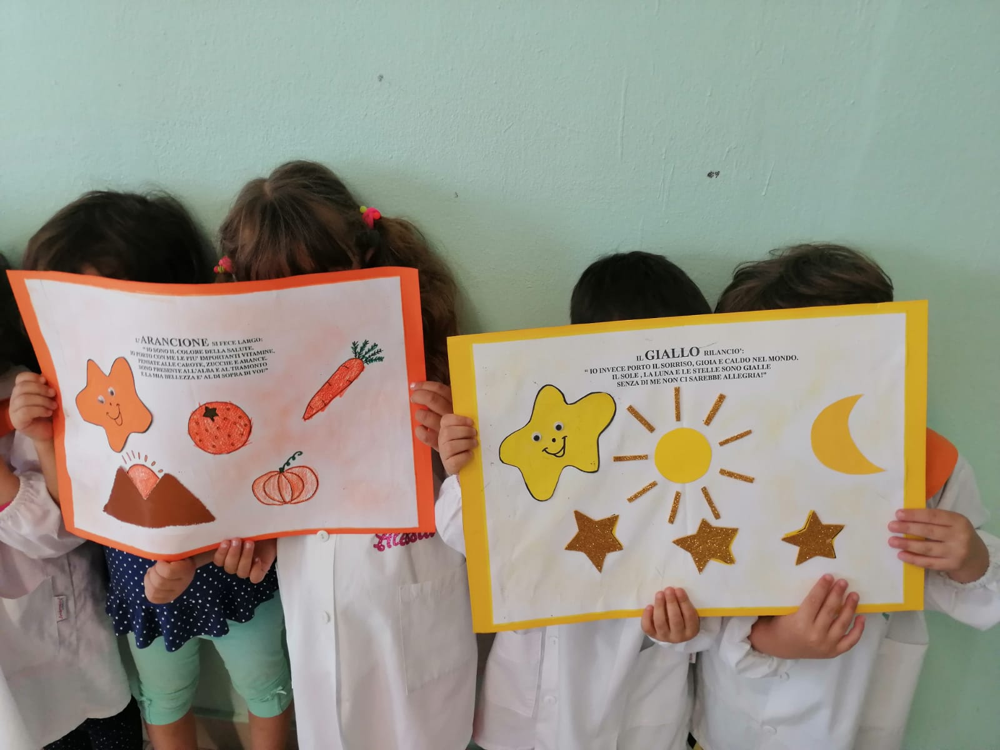 L'ARANCIONE SI FECE LARGO:
“ IO SONO IL COLORE DELLA SALUTE.
IO PORTO CON ME LE PIU' IMPORTANTI VITAMINE.
PENSATE ALLE CAROTE, ZUCCHE E ARANCE.
SONO PRESENTE ALL'ALBA E AL TRAMONTO
E LA MIA BELLEZZA E' AL DI SOPRA DI VOI!”
IL GIALLO RILANCIO':
“ IO INVECE PORTO IL SORRISO, GIOIA E CALDO NEL MONDO.
IL SOLE , LA LUNA E LE STELLE SONO GIALLE
SENZA DI ME NON CI SAREBBE ALLEGRIA!”